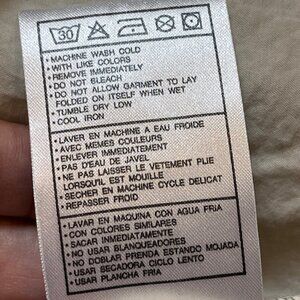 30
• MACHINE WASH COLD
• WITH LIKE COLORS
• REMOVE IMMEDIATELY
• DO NOT BLEACH
• DO NOT ALLOW GARMENT TO LAY
FOLDED ON ITSELF WHEN WET
• TUMBLE DRY LOW
• COOL IRON
• LAVER EN MACHINE A EAU FROIDE
• AVEC MEMES COULEURS
• ENLEVER IMMEDIATEMENT
• PAS D'EAU DE JAVEL
• NE PAS LAISSER LE VETEMENT PLIE
LORSQU'IL EST MOUILLE
• SECHER EN MACHINE CYCLE DELICAT
• REPASSER FROID
• LAVAR EN MAQUINA CON AGUA FRIA
• CON COLORES SIMILARES
• SACAR INMEDIATAMENTE
• NO USAR BLANQUEADORES
• NO DOBLAR PRENDA ESTANDO MOJADA
• USAR SECADORA CICLO LENTO
• USAR PLANCHA FRIA